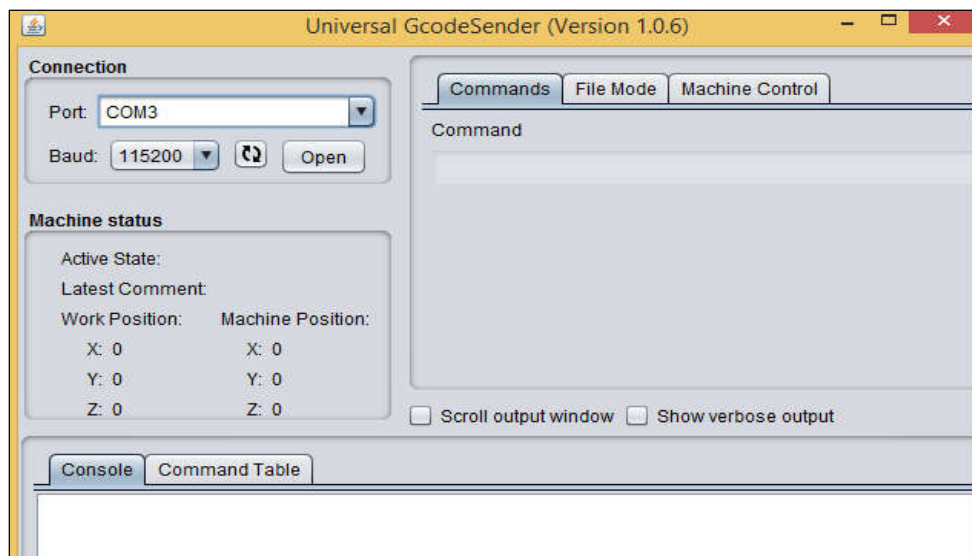 Universal GcodeSender (Version 1.0.6)
Connection
Port: COM3
Baud: 115200 Open
Machine status
Active State:
Latest Comment:
Work Position: Machine Position:
X: 0 X: 0
Y: 0 Y: 0
Z: 0 Z: 0
Commands File Mode Machine Control
Command
Scroll output window Show verbose output
Console Command Table